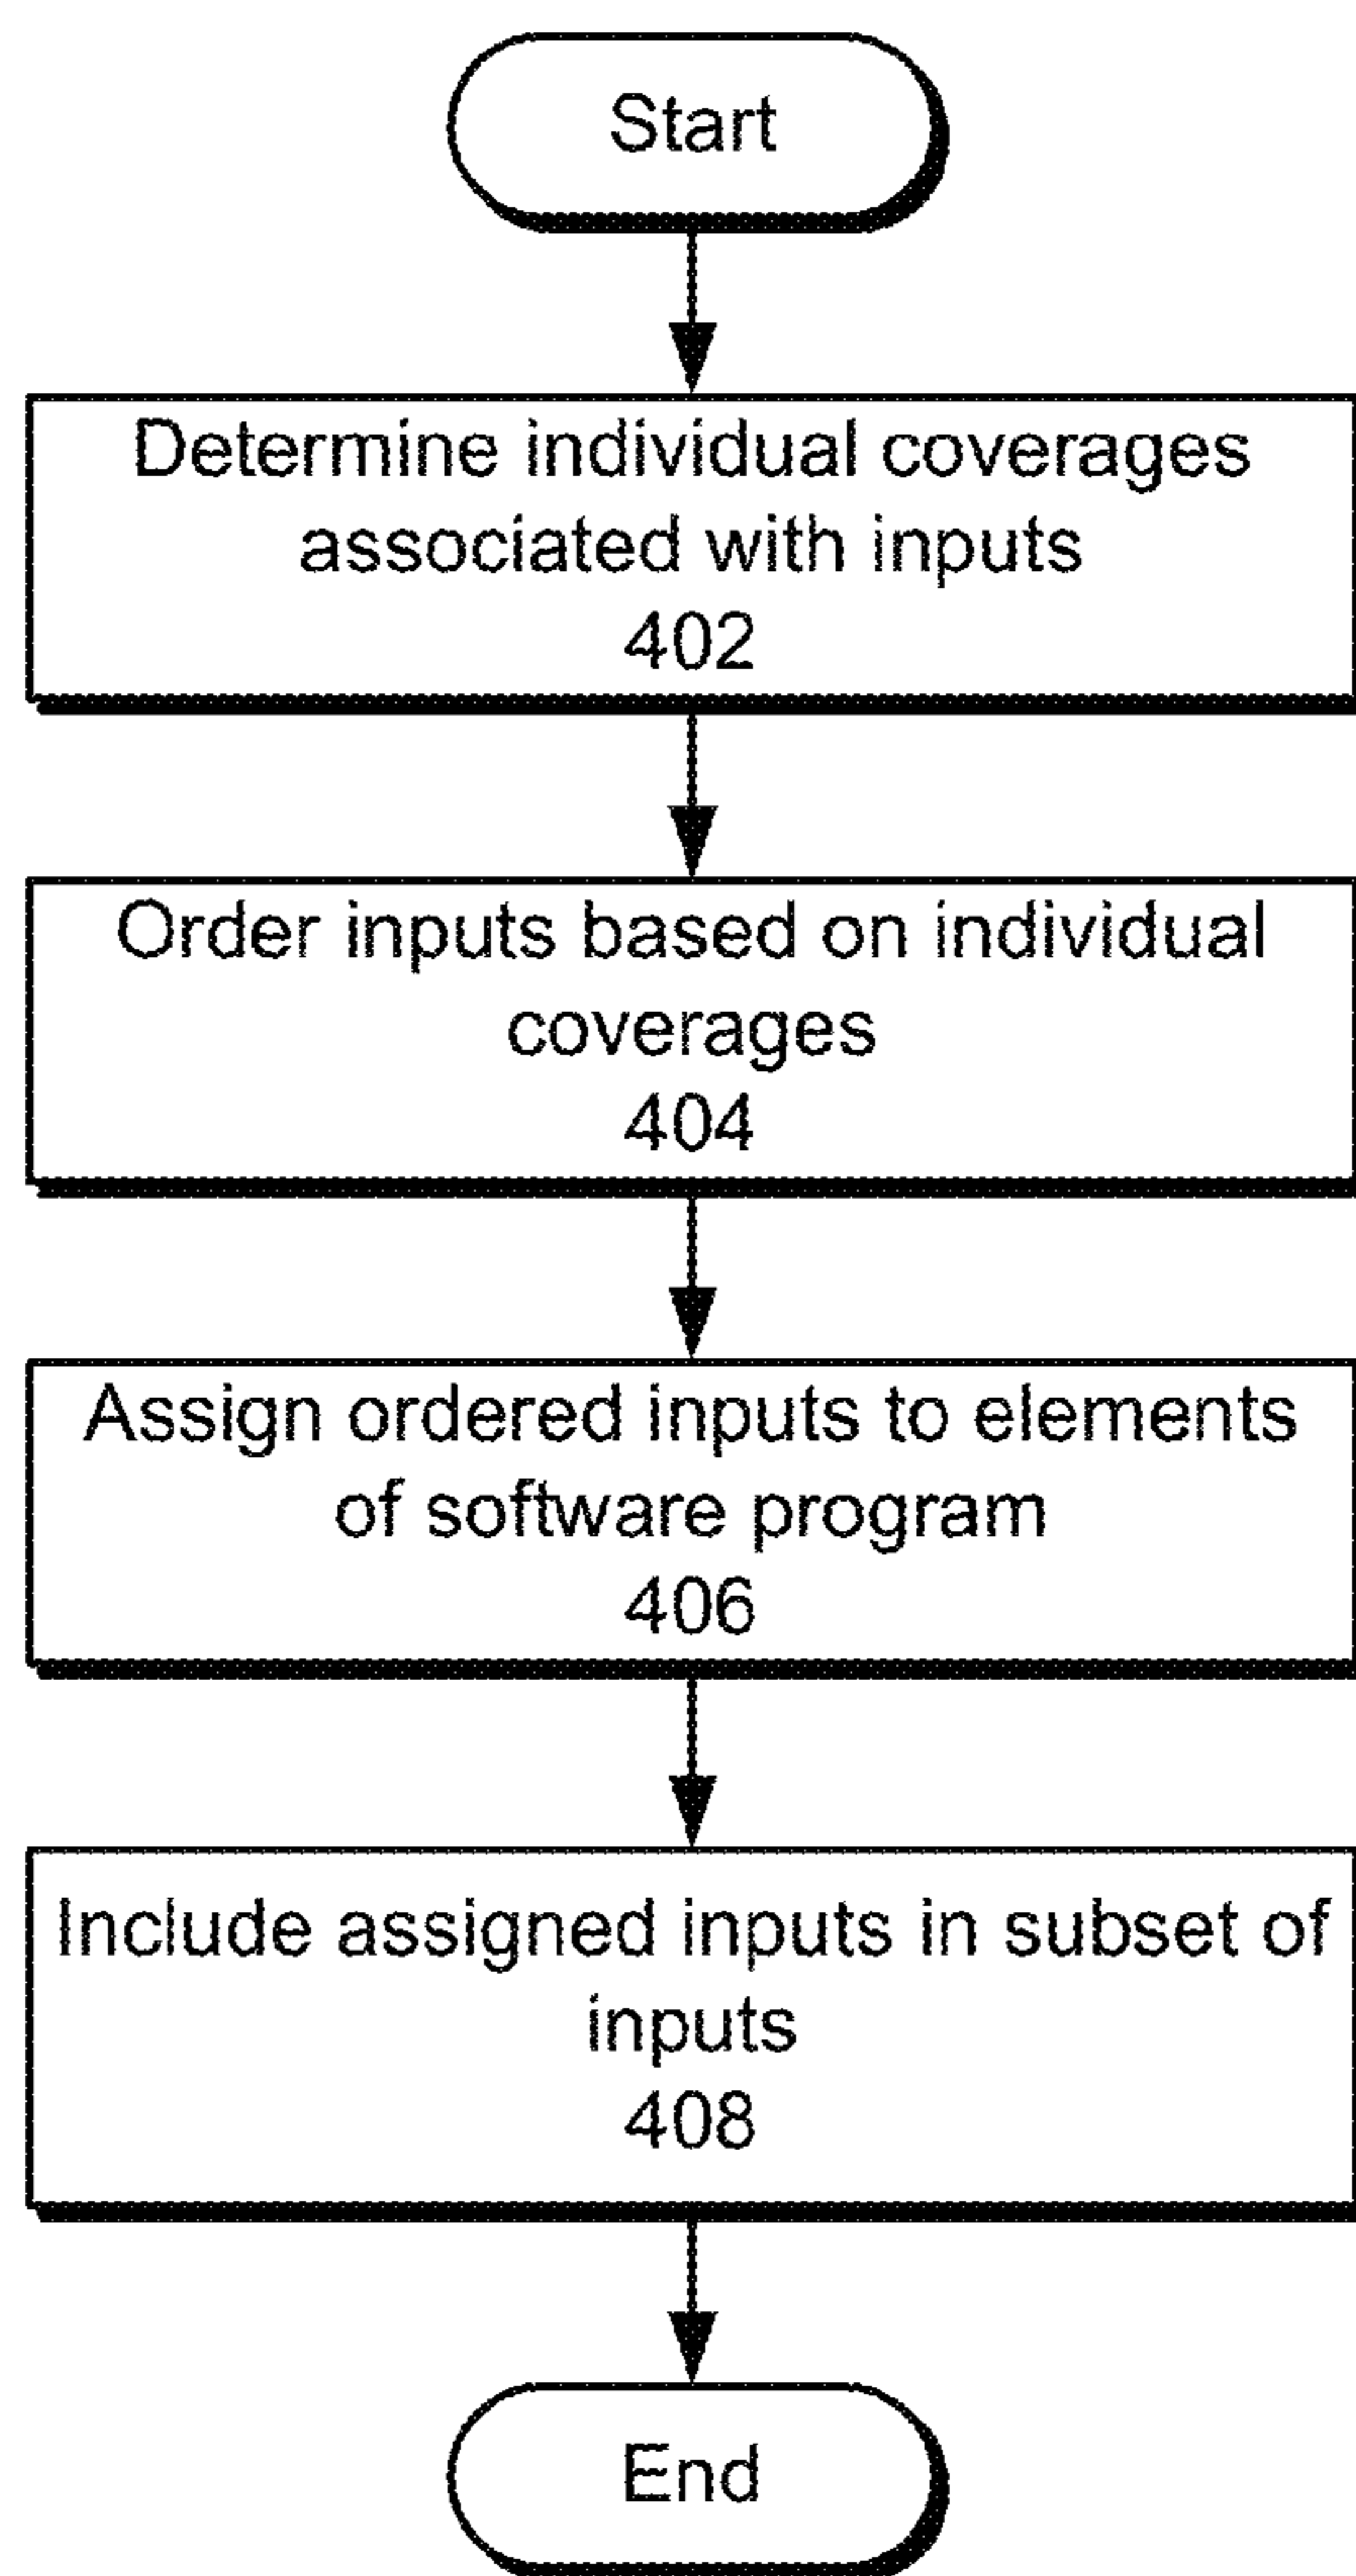 Start
Determine individual coverages
associated with inputs
402
Order inputs based on individual
coverages
404
Assign ordered inputs to elements
of software program
406
Include assigned inputs in subset of
inputs
408
End